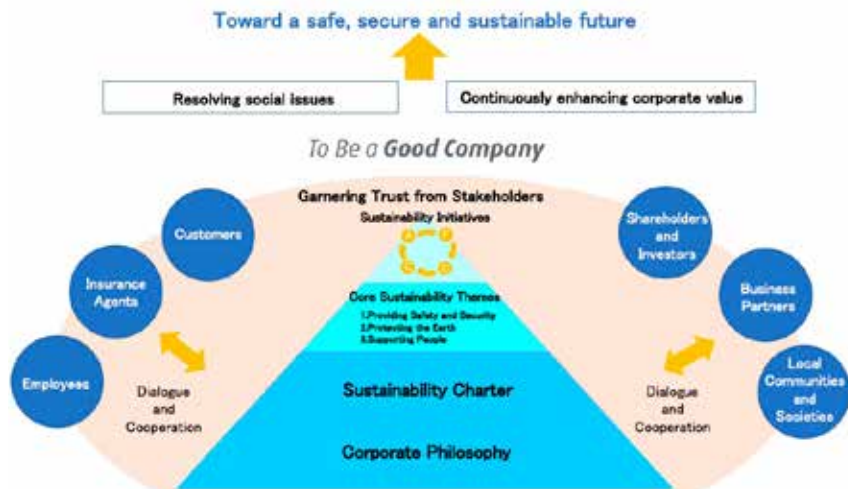 Toward a safe, secure and sustainable future
Resolving social issues
Continuously enhancing corporate value
To Be a Good Company
Garnering Trust from Stakeholders
Sustainability Initiatives
Customers
Insurance
Agents
Employees
Dialogue
and
Cooperation
Core Sustainability Themes
1.Providing Safety and Security
2.Protecting the Earth
3.Supporting People
Sustainability Charter
Corporate Philosophy
Shareholders
and
Investors
Business
Partners
Local
Communities
and
Societies
Dialogue
and
Cooperation